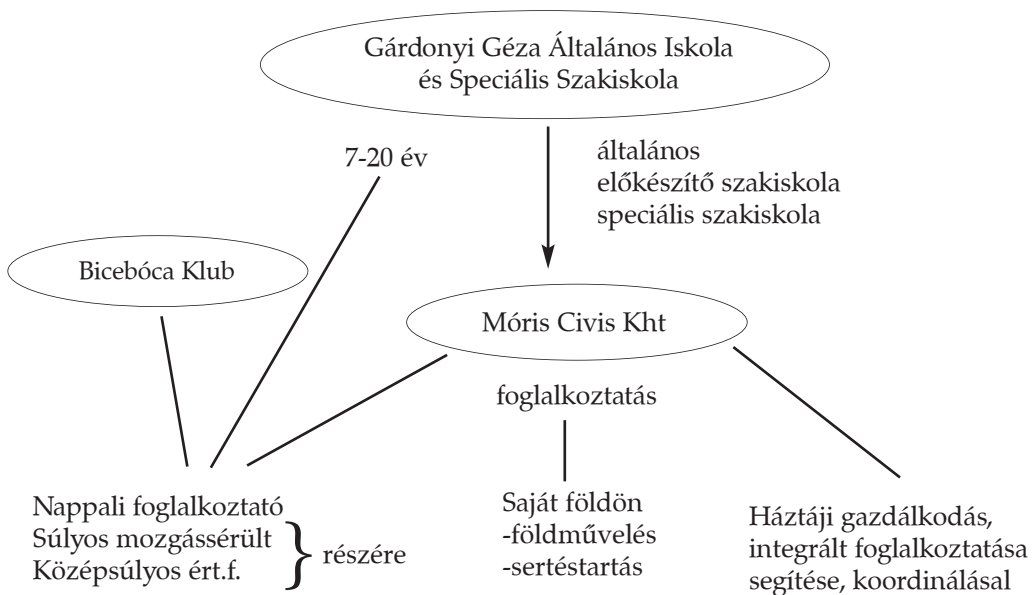 Gárdonyi Géza Általános Iskola
és Speciális Szakiskola
7-20 év
általános
előkészítő szakiskola
speciális szakiskola
Bicebóca Klub
Móris Civis Kht
foglalkoztatás
Nappali foglalkoztató
Súlyos mozgássérült
Középsúlyos ért.f.
} részére
Saját földön
-földművelés
-sertéstartás
Háztáji gazdálkodás,
integrált foglalkoztatása
segítése, koordinálásal